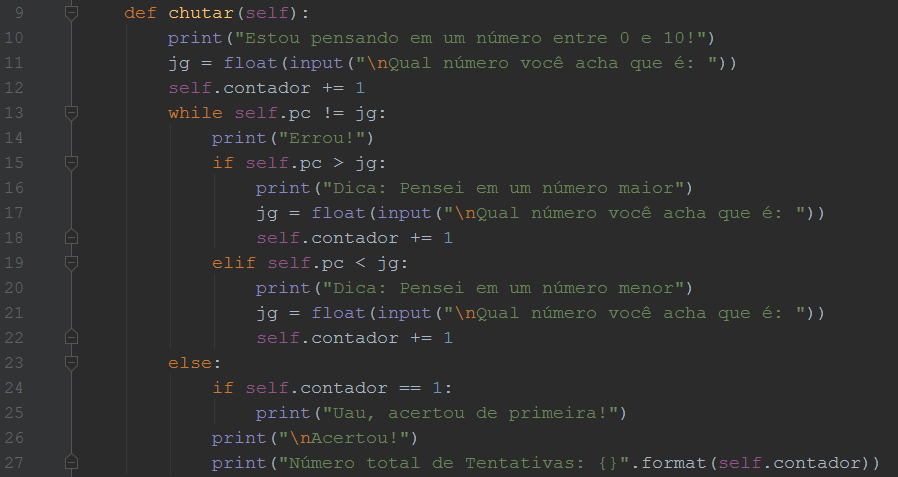 9 def chutar(self):
10 print("Estou pensando em um número entre 0 e 10!")
11 jg = float(input("\nQual número você acha que é: "))
12 self.contador += 1
13 while self.pc != jg:
14 print("Errou!")
15 if self.pc > jg:
16 print("Dica: Pensei em um número maior")
17 jg = float(input("\nQual número você acha que é: "))
18 self.contador += 1
19 elif self.pc < jg:
20 print("Dica: Pensei em um número menor")
21 jg = float(input("\nQual número você acha que é: "))
22 self.contador += 1
23 else:
24 if self.contador == 1:
25 print("Uau, acertou de primeira!")
26 print("\nAcertou!")
27 print("Número total de Tentativas: {}".format(self.contador))